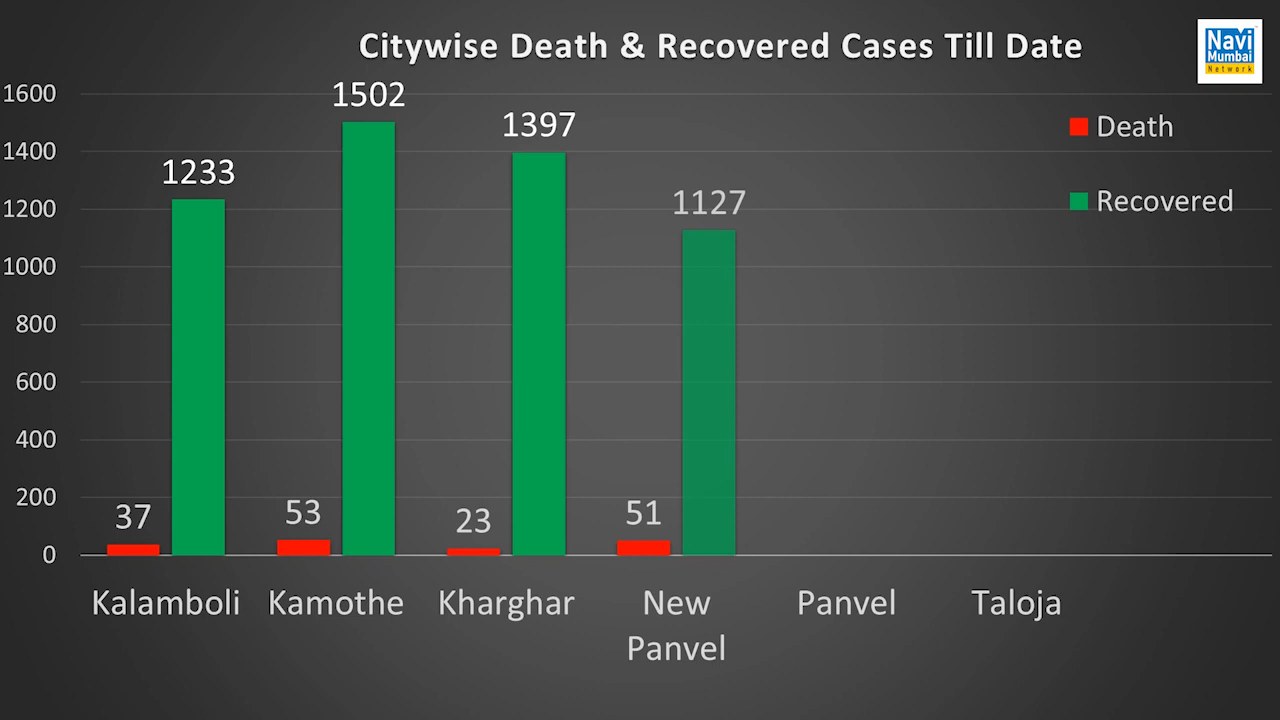 Citywise Death & Recovered Cases Till Date
Navi
Mumbai
Network
1600
1400
1200
1000
800
600
400
200
0
1233
1502
1397
1127
37
53
23
51
Death
Recovered
Kalamboli
Kamothe
Kharghar
New
Panvel
Panvel
Taloja